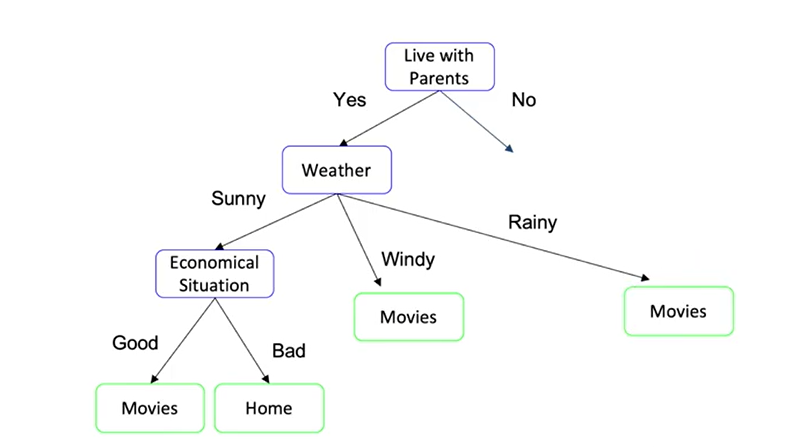 Live with
Parents
Yes
No
Weather
Sunny
Rainy
Economical
Situation
Windy
Movies
Movies
Good
Bad
Movies
Home